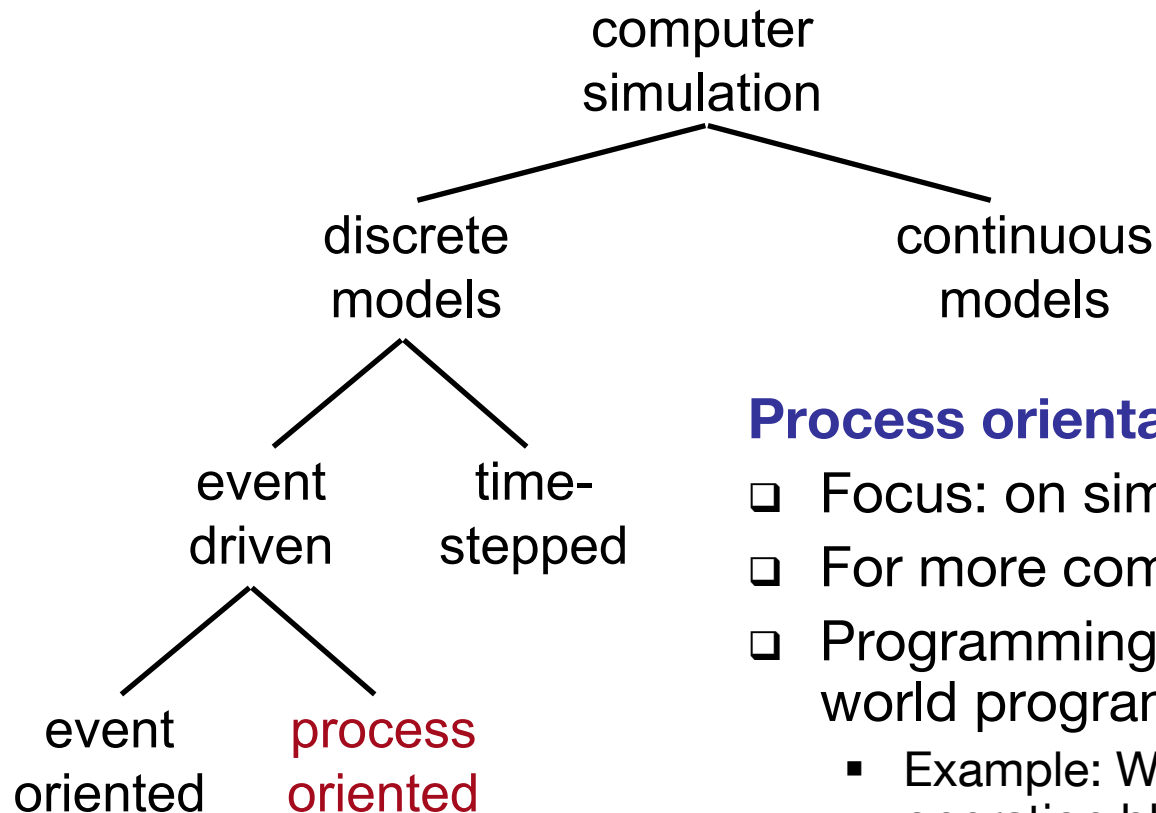 computer
simulation
discrete
models
continuous
models
event
driven
time-
stepped
event
oriented
process
oriented
Process orienta
❑ Focus: on sim
❑ For more com
❑ Programming
world progra
▪ Example: W